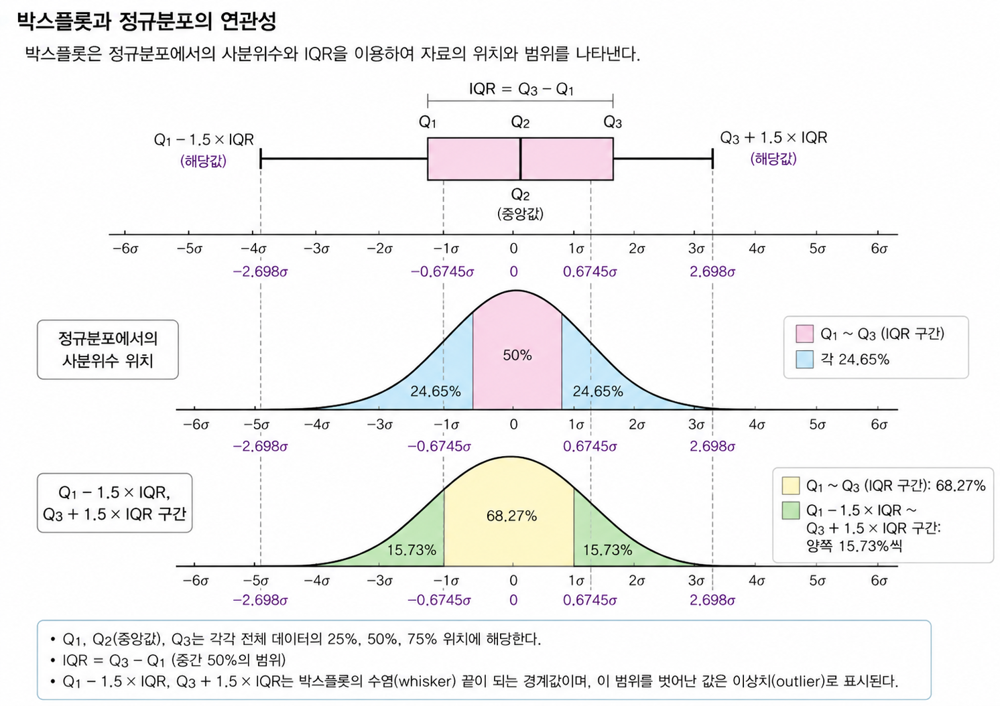 박스플롯과 정규분포의 연관성
박스플롯은 정규분포에서의 사분위수와 IQR을 이용하여 자료의 위치와 범위를 나타낸다.
IQR = Q₃ − Q₁
Q₁ Q₂ Q₃
Q₁ − 1.5 × IQR
(해당값)
Q₃ + 1.5 × IQR
(해당값)
Q₂
(중앙값)
−6σ −5σ −4σ −3σ −2σ −1σ 0 1σ 2σ 3σ 4σ 5σ 6σ
−2.698σ −0.6745σ 0 0.6745σ 2.698σ
정규분포에서의
사분위수 위치
50%
24.65% 24.65%
Q₁ ~ Q₃ (IQR 구간)
각 24.65%
−6σ −5σ −4σ −3σ −1σ 0 1σ 2σ 3σ 4σ 5σ 6σ
−2.698σ −0.6745σ 0.6745σ 2.698σ
Q₁ − 1.5 × IQR,
Q₃ + 1.5 × IQR 구간
68.27%
15.73% 15.73%
Q₁ ~ Q₃ (IQR 구간): 68.27%
Q₁ − 1.5 × IQR ~
Q₃ + 1.5 × IQR 구간:
양쪽 15.73%씩
−6σ −5σ −4σ −3σ −1σ 0 1σ 2σ 3σ 4σ 5σ 6σ
−2.698σ −0.6745σ 0 0.6745σ 2.698σ
• Q₁, Q₂(중앙값), Q₃는 각각 전체 데이터의 25%, 50%, 75% 위치에 해당한다.
• IQR = Q₃ − Q₁ (중간 50%의 범위)
• Q₁ − 1.5 × IQR, Q₃ + 1.5 × IQR는 박스플롯의 수염(whisker) 끝이 되는 경계값이며, 이 범위를 벗어난 값은 이상치(outlier)로 표시된다.